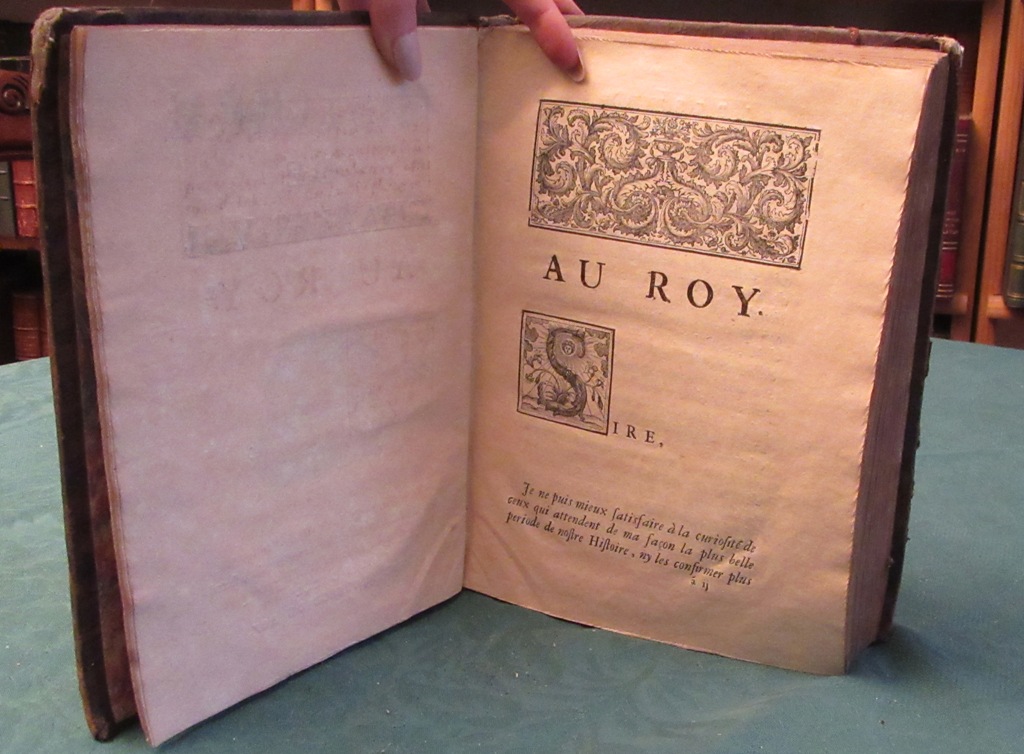 AU ROY.
SIRE,
Je ne puis mieux ſatisfaire à la curioſité de
ceux qui attendent de ma façon la plus belle
periode de noſtre Hiſtoire, ny les confirmer plus
ã ij